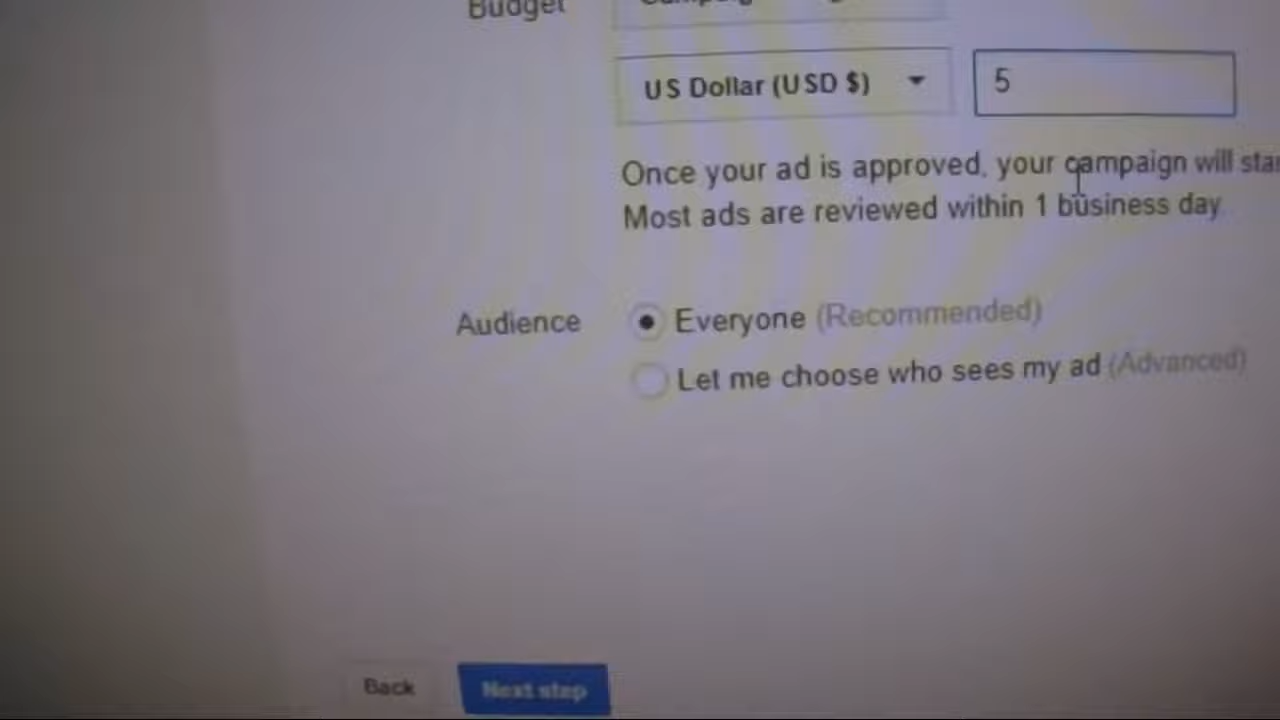 Budget
US Dollar (USD $)
5
Once your ad is approved, your campaign will
Most ads are reviewed within 1 business day.
Audience
Everyone (Recommended)
Let me choose who sees my ad (Advanced)
Back
Next step